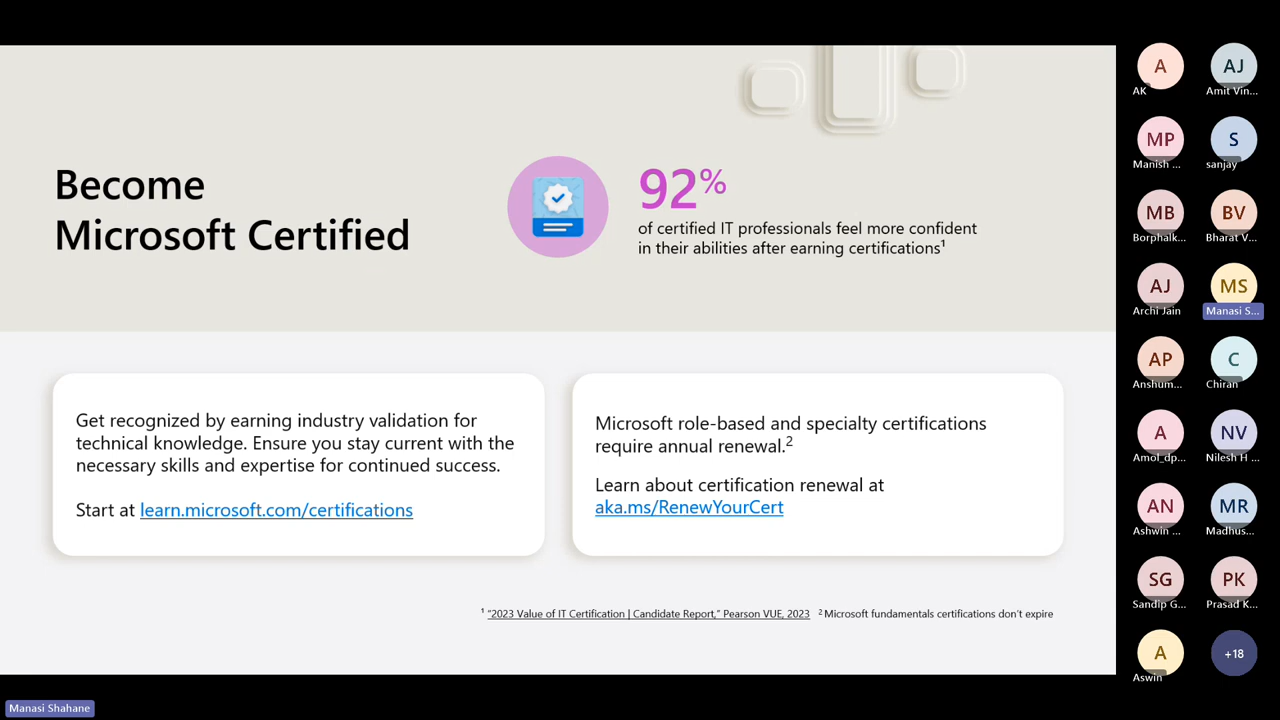 Become
Microsoft Certified
92%
of certified IT professionals feel more confident
in their abilities after earning certifications¹
Get recognized by earning industry validation for
technical knowledge. Ensure you stay current with the
necessary skills and expertise for continued success.
Start at learn.microsoft.com/certifications
Microsoft role-based and specialty certifications
require annual renewal.²
Learn about certification renewal at
aka.ms/RenewYourCert
¹ "2023 Value of IT Certification | Candidate Report," Pearson VUE, 2023 ² Microsoft fundamentals certifications don't expire
A AJ
AK Amit Vin...
MP S
Manish ... sanjay
MB BV
Borphalk... Bharat V...
AJ MS
Archi Jain Manasi S...
AP C
Anshum... Chiran
A NV
Amol_dp... Nilesh H ...
AN MR
Ashwin ... Madhus...
SG PK
Sandip G... Prasad K...
A +18
Aswin
Manasi Shahane